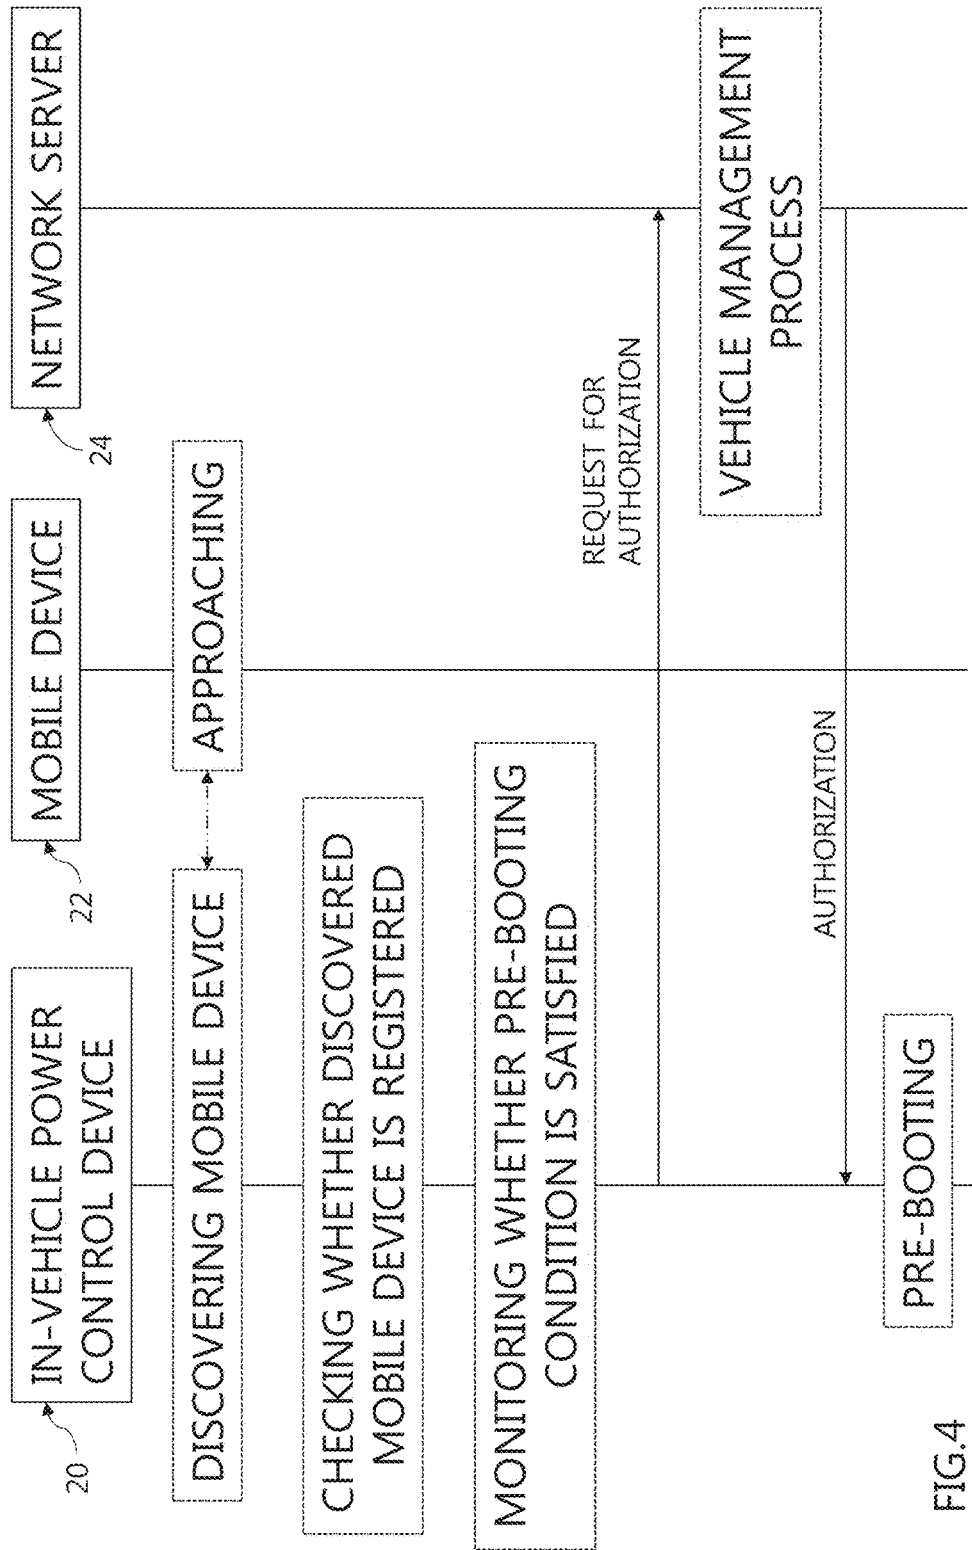 20
IN-VEHICLE POWER
CONTROL DEVICE
22
MOBILE DEVICE
24
NETWORK SERVER
DISCOVERING MOBILE DEVICE
APPROACHING
CHECKING WHETHER DISCOVERED
MOBILE DEVICE IS REGISTERED
MONITORING WHETHER PRE-BOOTING
CONDITION IS SATISFIED
REQUEST FOR
AUTHORIZATION
VEHICLE MANAGEMENT
PROCESS
AUTHORIZATION
PRE-BOOTING
FIG.4